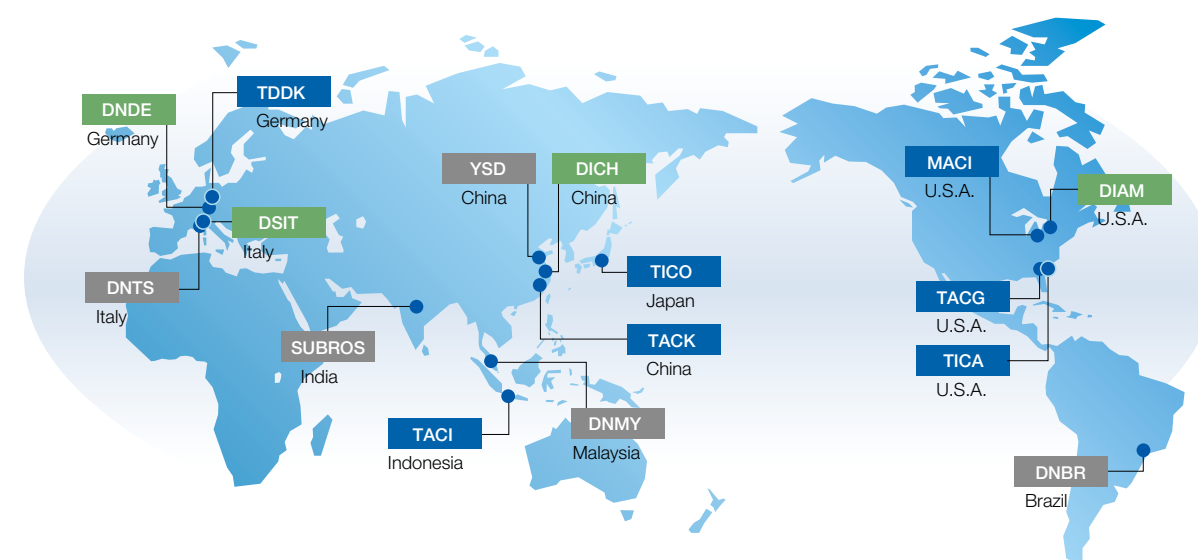 TDDK
Germany
DNDE
Germany
DSIT
Italy
DNTS
Italy
SUBROS
India
YSD
China
DICH
China
TICO
Japan
TACK
China
TACI
Indonesia
DNMY
Malaysia
MACI
U.S.A.
DIAM
U.S.A.
TACG
U.S.A.
TICA
U.S.A.
DNBR
Brazil